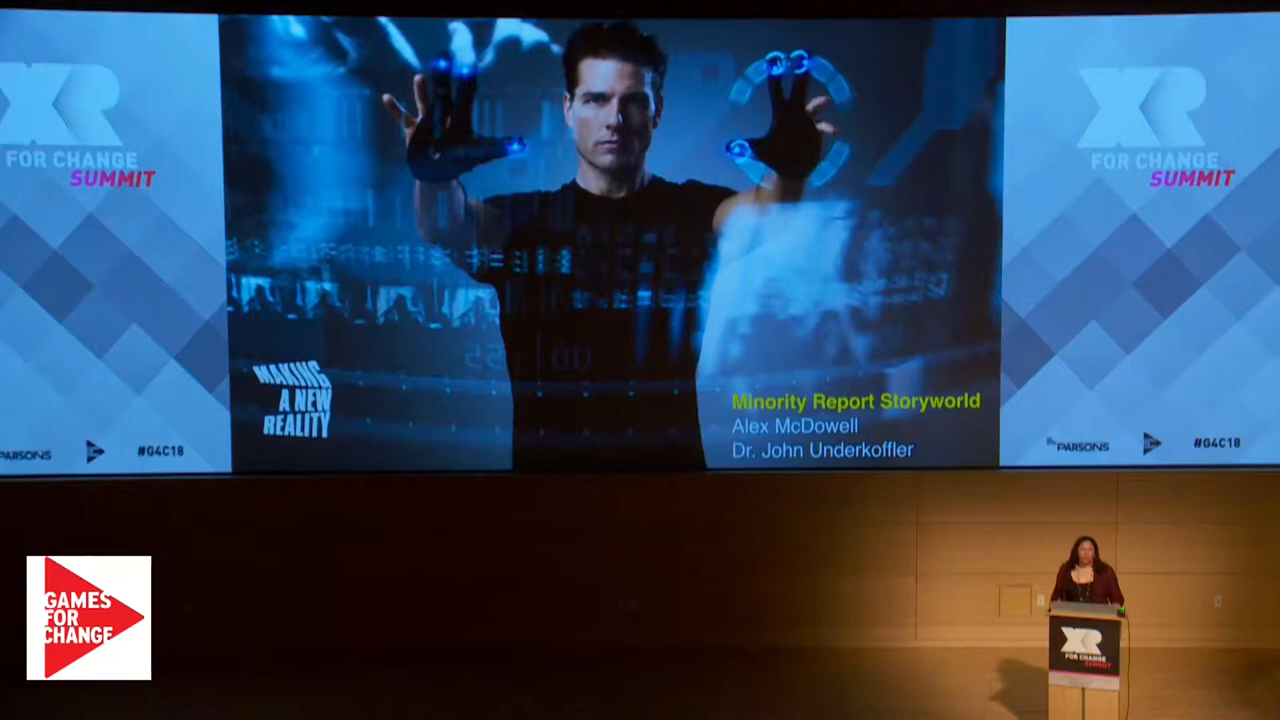 XR
FOR CHANGE
SUMMIT
XR
FOR CHANGE
SUMMIT
MAKING
A NEW
REALITY
Minority Report Storyworld
Alex McDowell
Dr. John Underkoffler
PARSONS
#G4C18
PARSONS
#G4C18
GAMES
FOR
CHANGE
XR
FOR CHANGE
SUMMIT